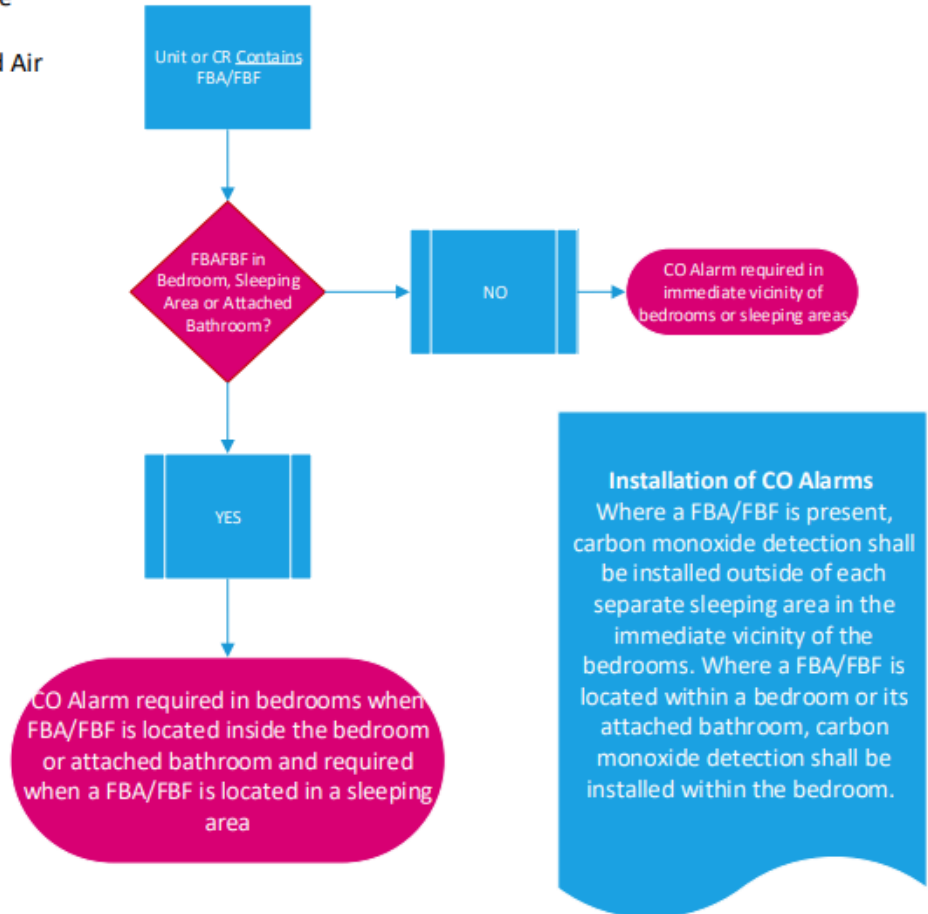 e
d Air
Unit or CR Contains
FBA/FBF
FBAFBF in
Bedroom, Sleeping
Area or Attached
Bathroom?
NO
CO Alarm required in
immediate vicinity of
bedrooms or sleeping areas
YES
CO Alarm required in bedrooms when
FBA/FBF is located inside the bedroom
or attached bathroom and required
when a FBA/FBF is located in a sleeping
area
Installation of CO Alarms
Where a FBA/FBF is present,
carbon monoxide detection shall
be installed outside of each
separate sleeping area in the
immediate vicinity of the
bedrooms. Where a FBA/FBF is
located within a bedroom or its
attached bathroom, carbon
monoxide detection shall be
installed within the bedroom.